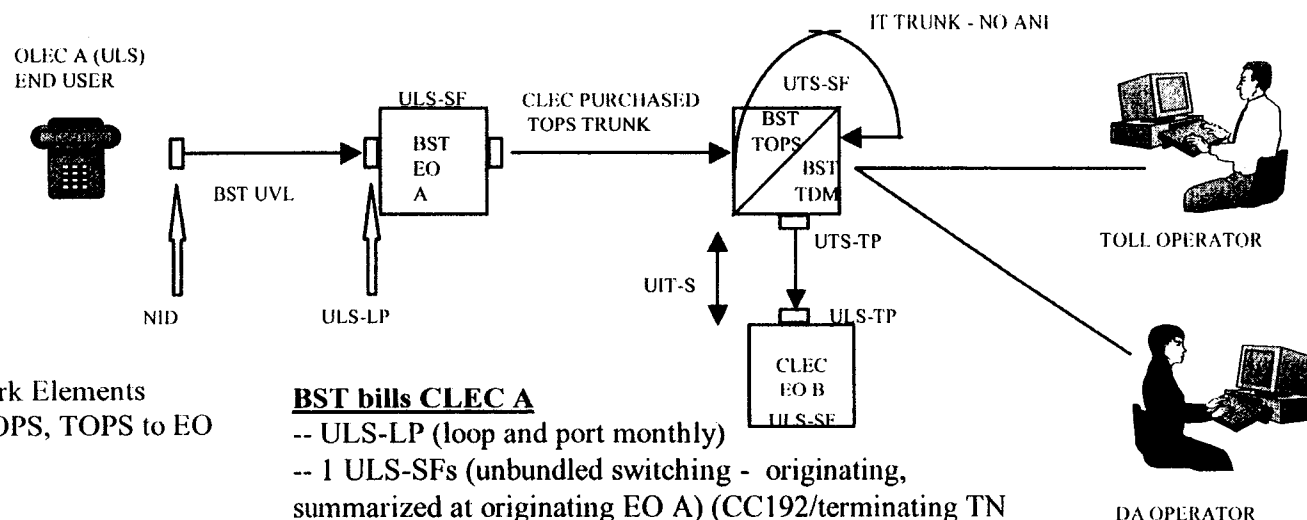 IT TRUNK - NO ANI
OLEC A (ULS)
END USER
ULS-SF
CLEC PURCHASED
TOPS TRUNK
UTS-SF
BST
EO
A
BST
TOPS
BST
TDM
BST UVL
UTS-TP
TOLL OPERATOR
UIT-S
NID
ULS-LP
ULS-TP
CLEC
EO B
ULS-SF
rk Elements
OPS, TOPS to EO
BST bills CLEC A
-- ULS-LP (loop and port monthly)
-- 1 ULS-SFs (unbundled switching - originating,
summarized at originating EO A) (CC192/terminating TN
DA OPERATOR